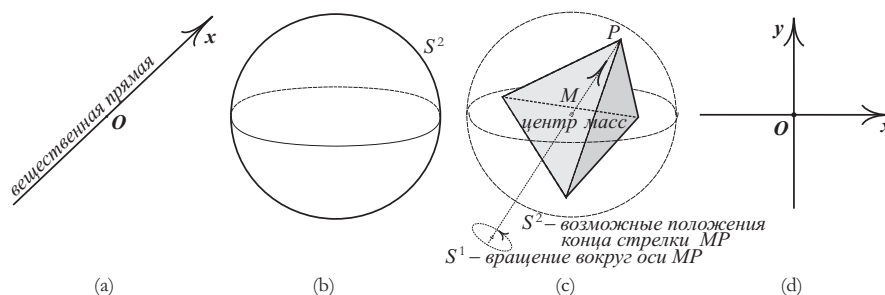 x
вещественная прямая
O
S²
P
M
центр масс
S² – возможные положения
конца стрелки MP
S¹ – вращение вокруг оси MP
y
O
x
(a)
(b)
(c)
(d)